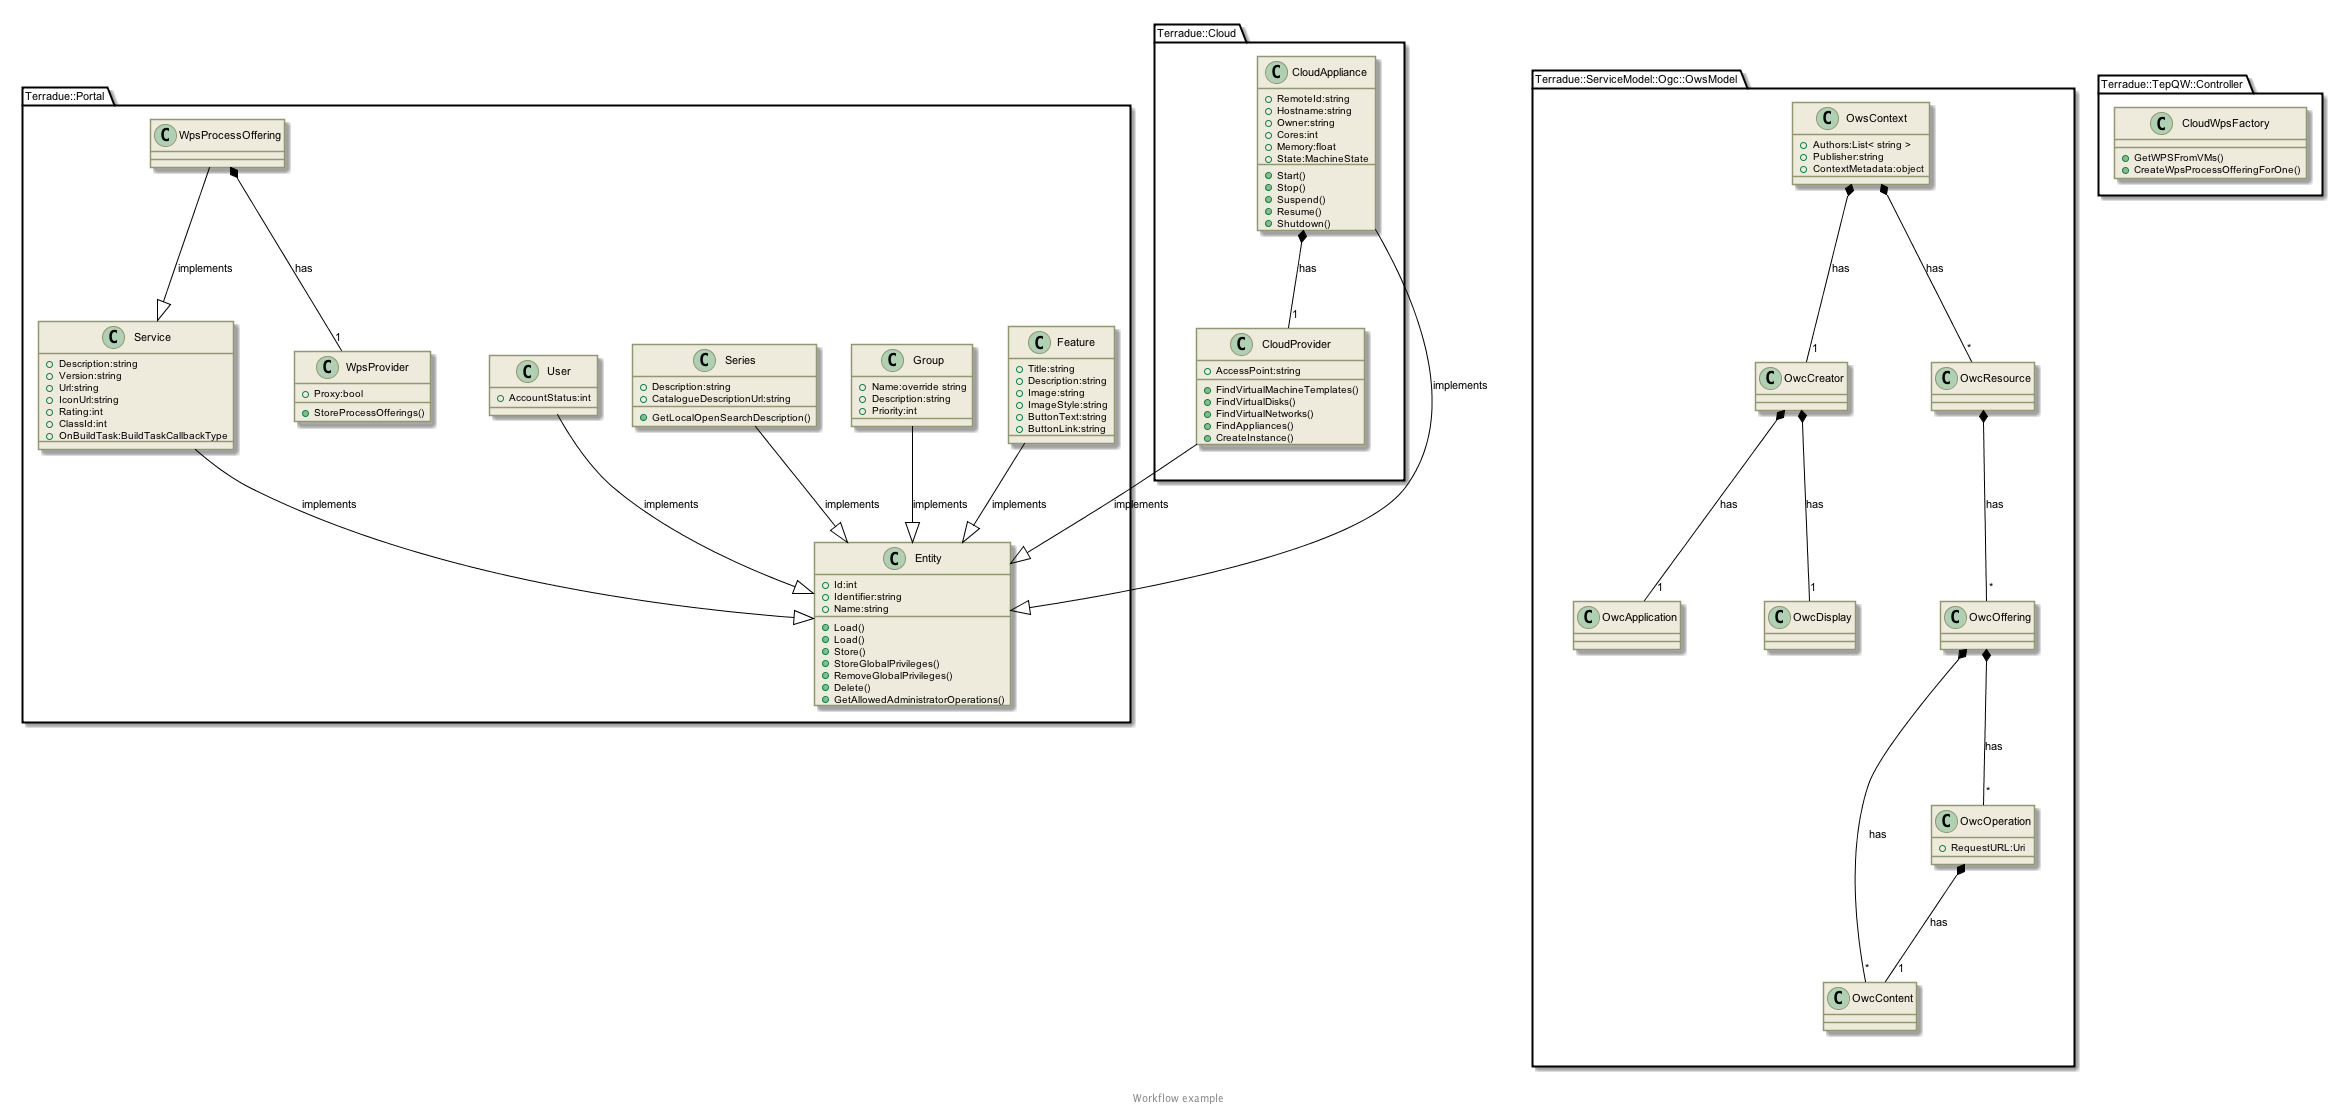 Terradue::Portal
WpsProcessOffering
implements
has
1
Service
Description:string
Version:string
Url:string
IconUrl:string
Rating:int
ClassId:int
OnBuildTask:BuildTaskCallbackType
WpsProvider
Proxy:bool
StoreProcessOfferings()
User
AccountStatus:int
Series
Description:string
CatalogueDescriptionUrl:string
GetLocalOpenSearchDescription()
Group
Name:override string
Description:string
Priority:int
Feature
Title:string
Description:string
Image:string
ImageStyle:string
ButtonText:string
ButtonLink:string
implements
implements
implements
implements
implements
implements
implements
Entity
Id:int
Identifier:string
Name:string
Load()
Load()
Store()
StoreGlobalPrivileges()
RemoveGlobalPrivileges()
Delete()
GetAllowedAdministratorOperations()
Terradue::Cloud
CloudAppliance
RemoteId:string
Hostname:string
Owner:string
Cores:int
Memory:float
State:MachineState
Start()
Stop()
Suspend()
Resume()
Shutdown()
has
1
CloudProvider
AccessPoint:string
FindVirtualMachineTemplates()
FindVirtualDisks()
FindVirtualNetworks()
FindAppliances()
CreateInstance()
Terradue::ServiceModel::Ogc::OwsModel
OwsContext
Authors:List< string >
Publisher:string
ContextMetadata:object
has
has
1
*
OwcCreator
OwcResource
has
has
has
1
1
*
OwcApplication
OwcDisplay
OwcOffering
has
*
OwcOperation
RequestURL:Uri
has
has
*
1
OwcContent
Terradue::TepQW::Controller
CloudWpsFactory
GetWPSFromVMs()
CreateWpsProcessOfferingForOne()
Workflow example